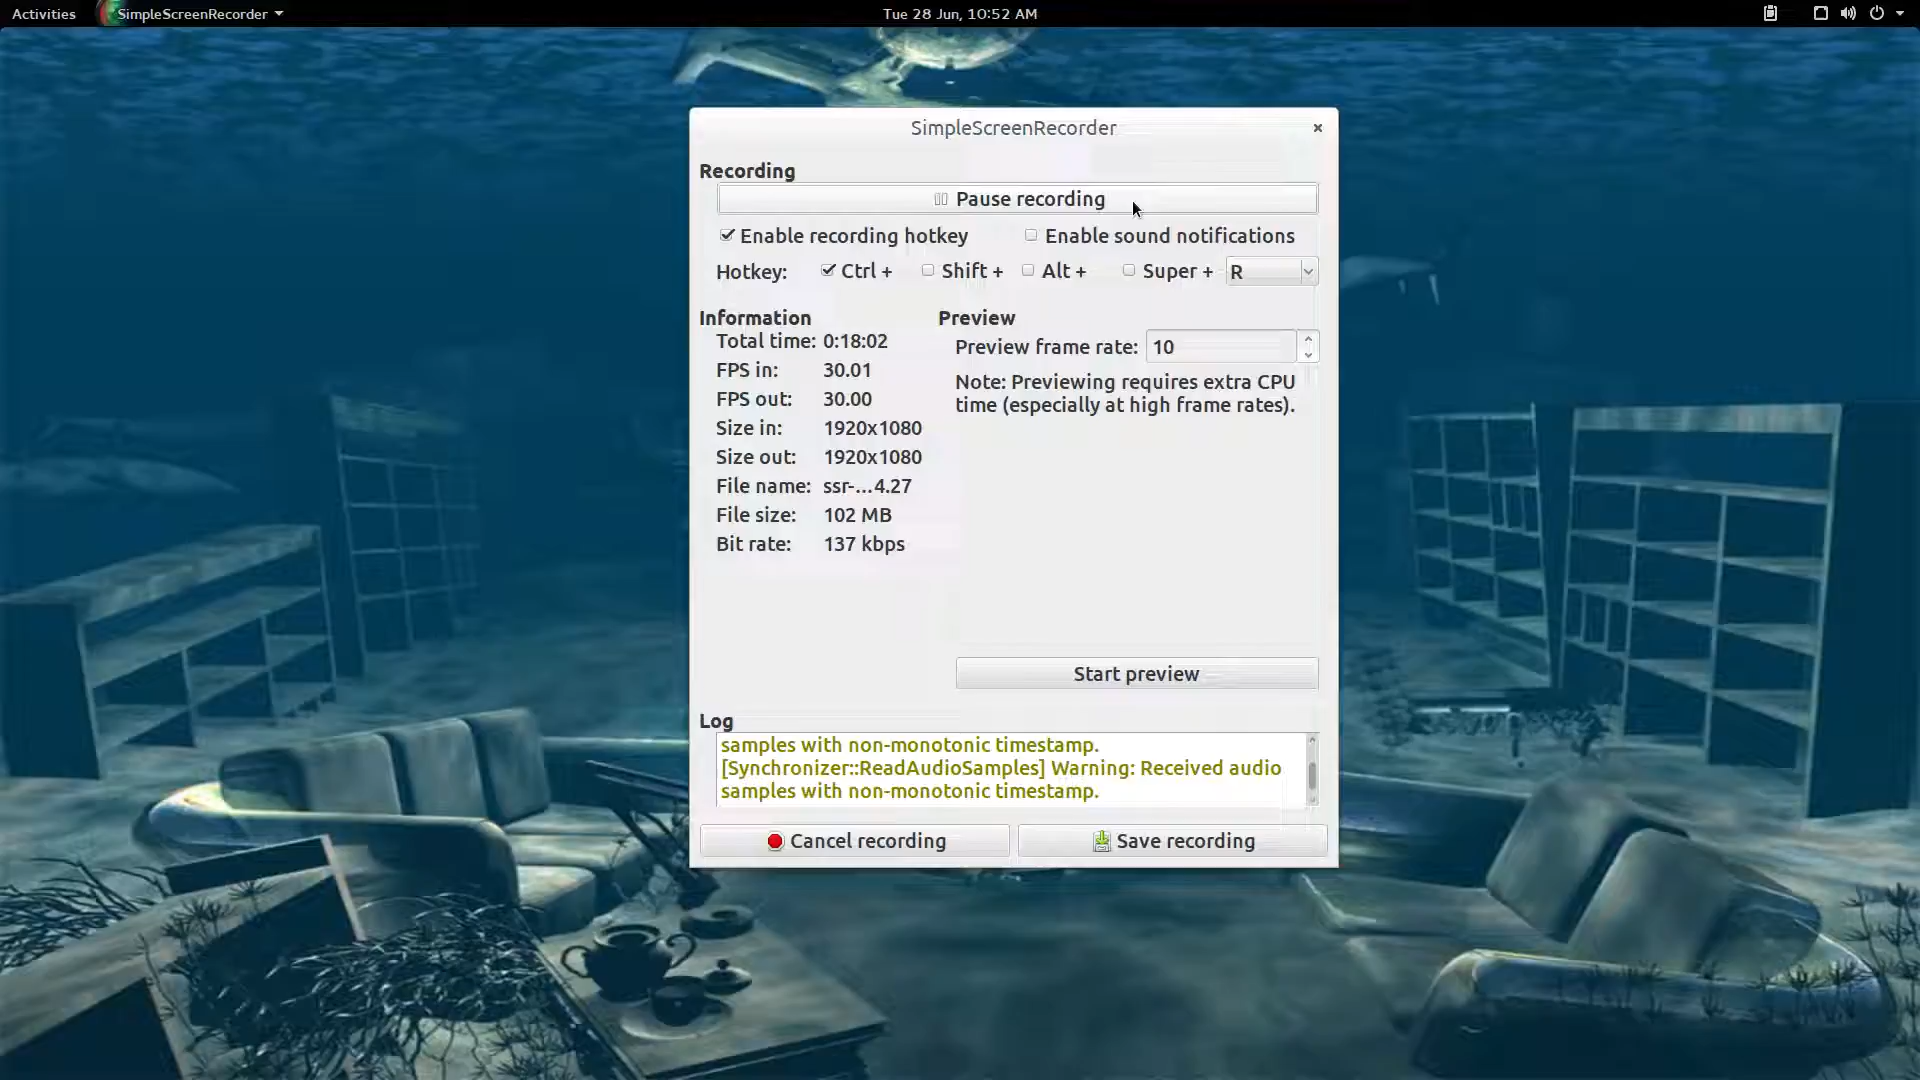 Activities
SimpleScreenRecorder
Tue 28 Jun, 10:52 AM
SimpleScreenRecorder
×
Recording
Pause recording
Enable recording hotkey
Enable sound notifications
Hotkey: Ctrl + Shift + Alt + Super + R
Information
Total time: 0:18:02
FPS in: 30.01
FPS out: 30.00
Size in: 1920x1080
Size out: 1920x1080
File name: ssr-...4.27
File size: 102 MB
Bit rate: 137 kbps
Preview
Preview frame rate: 10
Note: Previewing requires extra CPU
time (especially at high frame rates).
Start preview
Log
samples with non-monotonic timestamp.
[Synchronizer::ReadAudioSamples] Warning: Received audio
samples with non-monotonic timestamp.
Cancel recording
Save recording